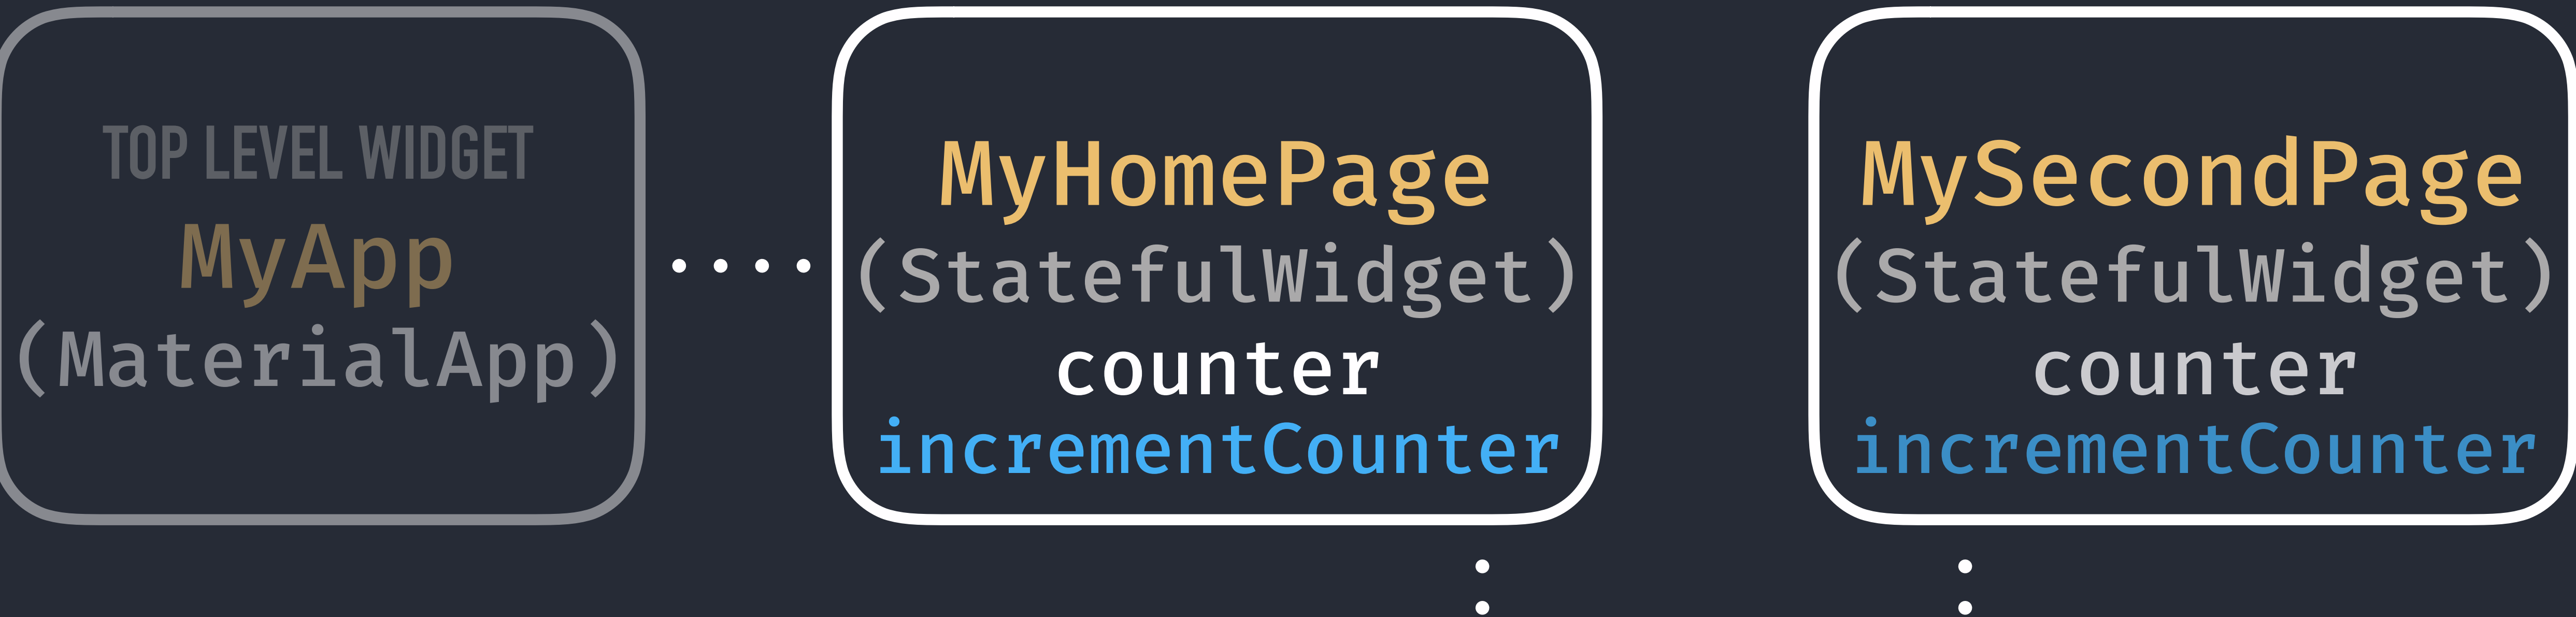 TOP LEVEL WIDGET
MyApp
(MaterialApp)
MyHomePage
(StatefulWidget)
counter
incrementCounter
MySecondPage
(StatefulWidget)
counter
incrementCounter